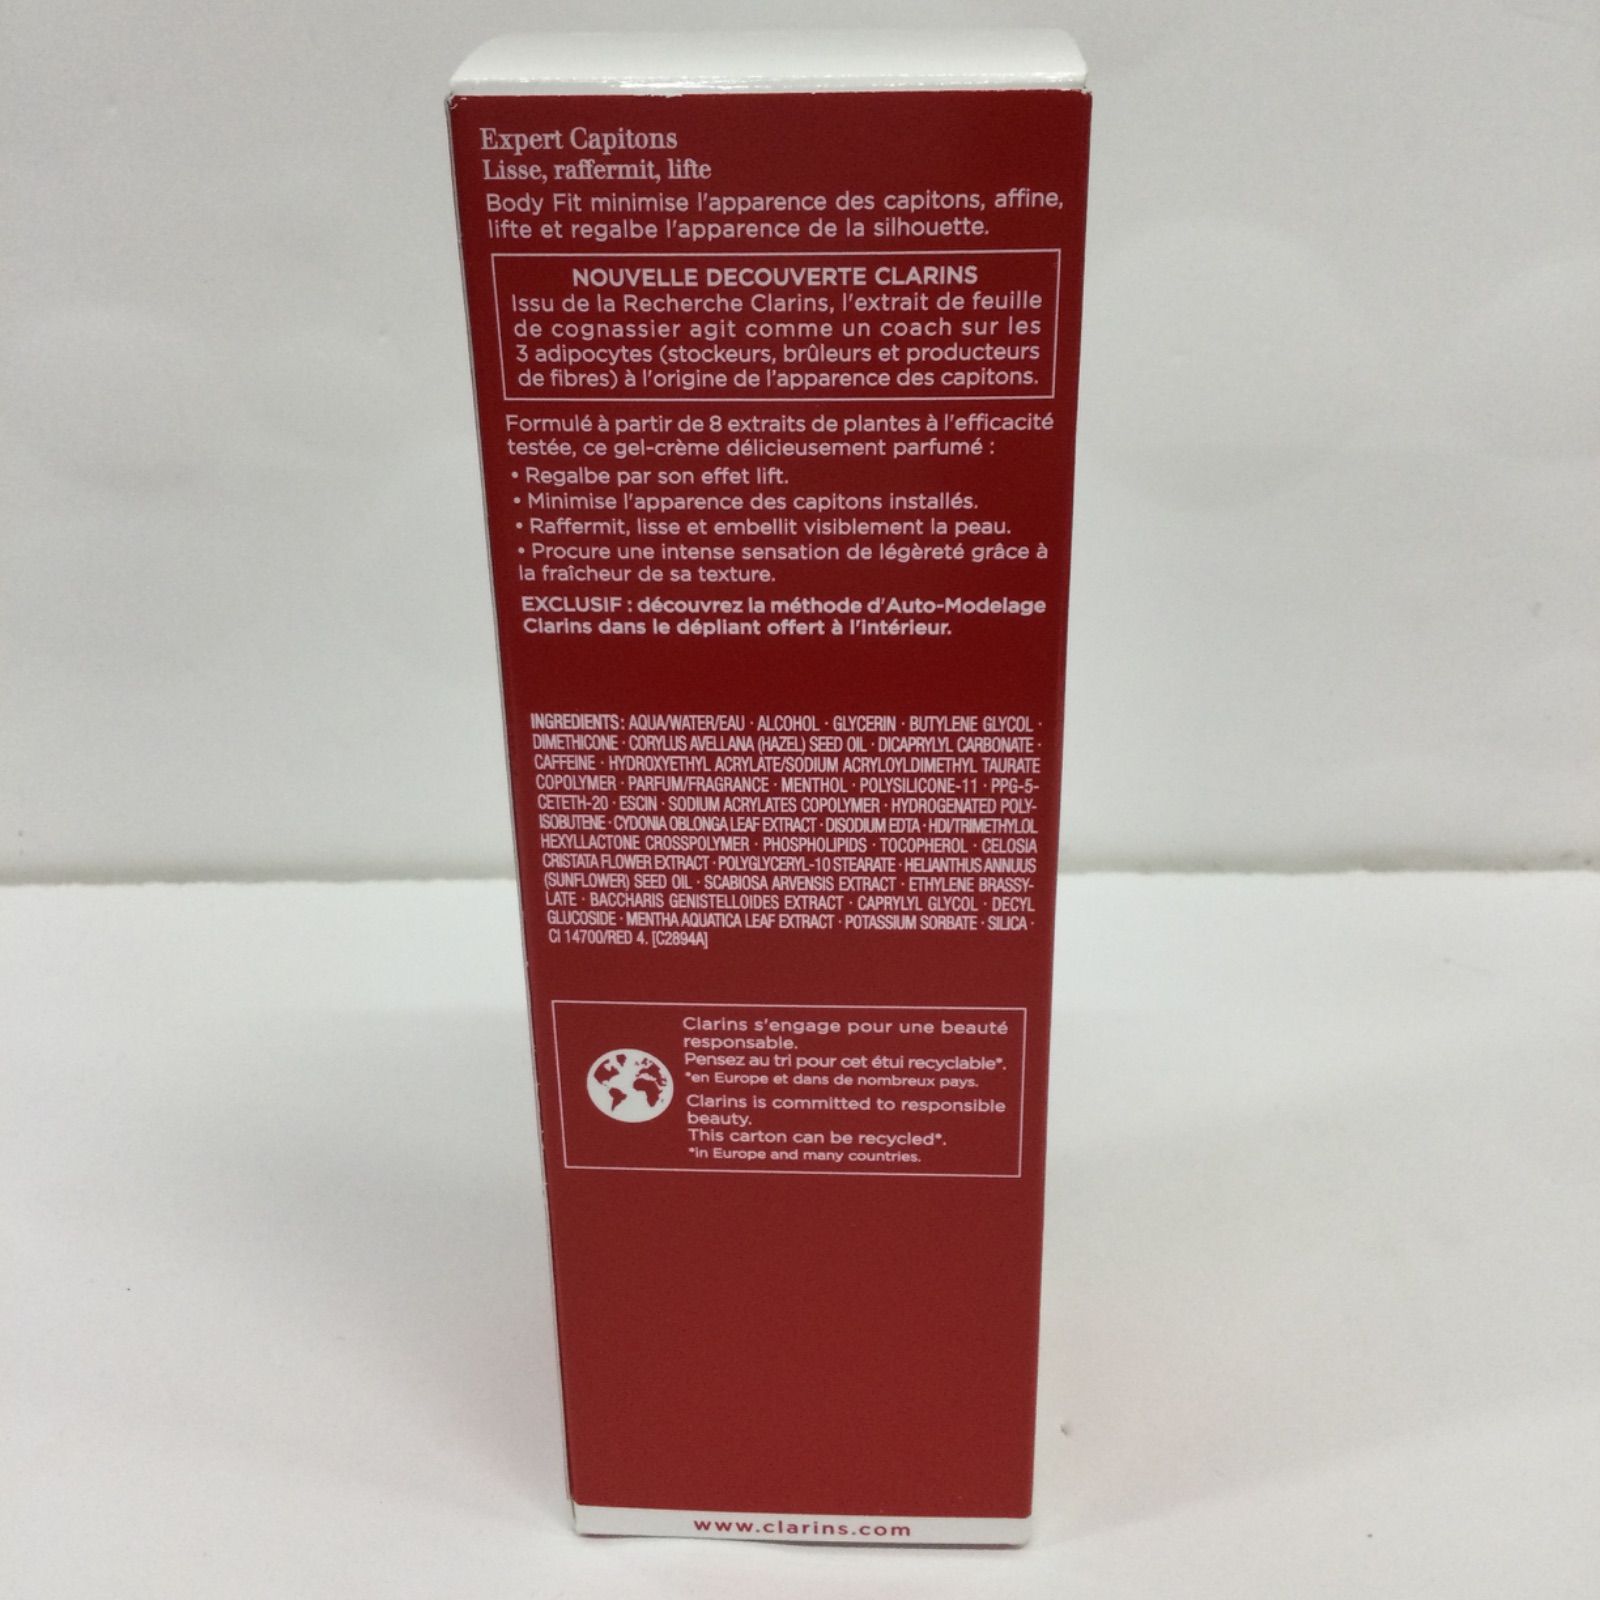 Expert Capitons
Lisse, raffermit, lifte
Body Fit minimise l'apparence des capitons, affine,
lifte et regalbe l'apparence de la silhouette.
NOUVELLE DECOUVERTE CLARINS
Issu de la Recherche Clarins, l'extrait de feuille
de cognassier agit comme un coach sur les
3 adipocytes (stockeurs, brûleurs et producteurs
de fibres) à l'origine de l'apparence des capitons.
Formulé à partir de 8 extraits de plantes à l'efficacité
testée, ce gel-crème délicieusement parfumé :
• Regalbe par son effet lift.
• Minimise l'apparence des capitons installés.
• Raffermit, lisse et embellit visiblement la peau.
• Procure une intense sensation de légèreté grâce à
la fraîcheur de sa texture.
EXCLUSIF : découvrez la méthode d'Auto-Modelage
Clarins dans le dépliant offert à l'intérieur.
INGREDIENTS: AQUA/WATER/EAU · ALCOHOL · GLYCERIN · BUTYLENE GLYCOL ·
DIMETHICONE · CORYLUS AVELLANA (HAZEL) SEED OIL · DICAPRYLYL CARBONATE ·
CAFFEINE · HYDROXYETHYL ACRYLATE/SODIUM ACRYLOYLDIMETHYL TAURATE
COPOLYMER · PARFUM/FRAGRANCE · MENTHOL · POLYSILICONE-11 · PPG-5-
CETETH-20 · ESCIN · SODIUM ACRYLATES COPOLYMER · HYDROGENATED POLY-
ISOBUTENE · CYDONIA OBLONGA LEAF EXTRACT · DISODIUM EDTA · HDI/TRIMETHYLOL
HEXYLLACTONE CROSSPOLYMER · PHOSPHOLIPIDS · TOCOPHEROL · CELOSIA
CRISTATA FLOWER EXTRACT · POLYGLYCERYL-10 STEARATE · HELIANTHUS ANNUUS
(SUNFLOWER) SEED OIL · SCABIOSA ARVENSIS EXTRACT · ETHYLENE BRASSY-
LATE · BACCHARIS GENISTELLOIDES EXTRACT · CAPRYLYL GLYCOL · DECYL
GLUCOSIDE · MENTHA AQUATICA LEAF EXTRACT · POTASSIUM SORBATE · SILICA ·
CI 14700/RED 4. [C2894A]
Clarins s'engage pour une beauté
responsable.
Pensez au tri pour cet étui recyclable*.
*en Europe et dans de nombreux pays.
Clarins is committed to responsible
beauty.
This carton can be recycled*.
*In Europe and many countries.
www.clarins.com